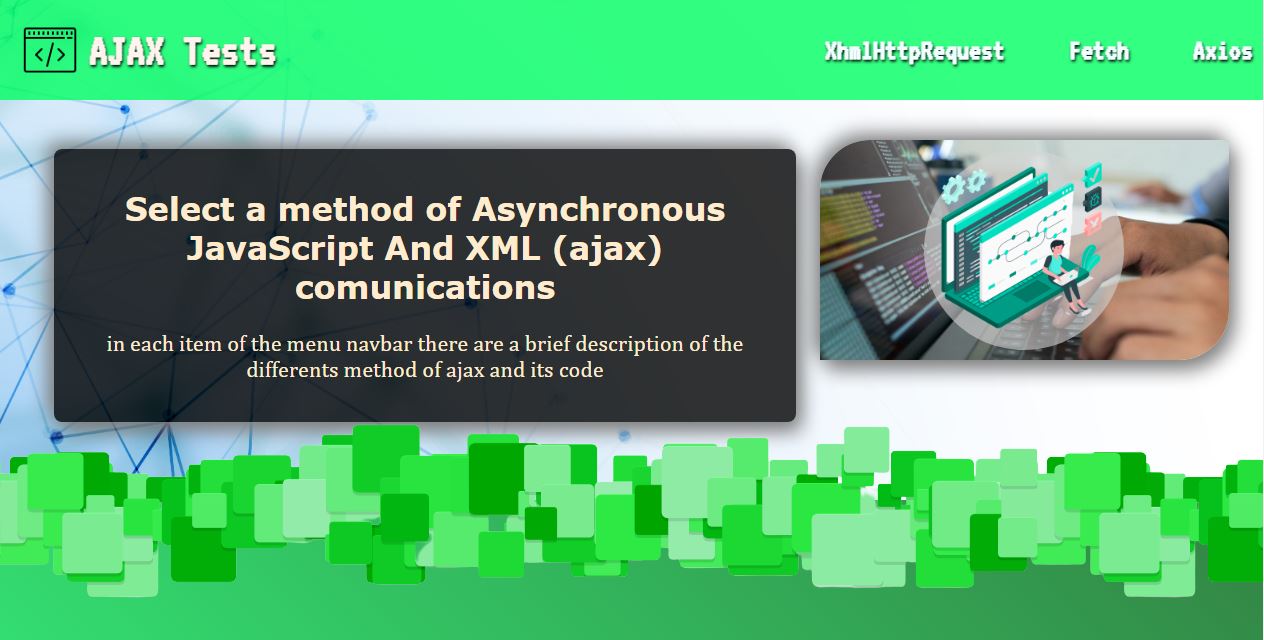 AJAX Tests
XhmlHttpRequest
Fetch
Axios
Select a method of Asynchronous
JavaScript And XML (ajax)
comunications
in each item of the menu navbar there are a brief description of the
differents method of ajax and its code